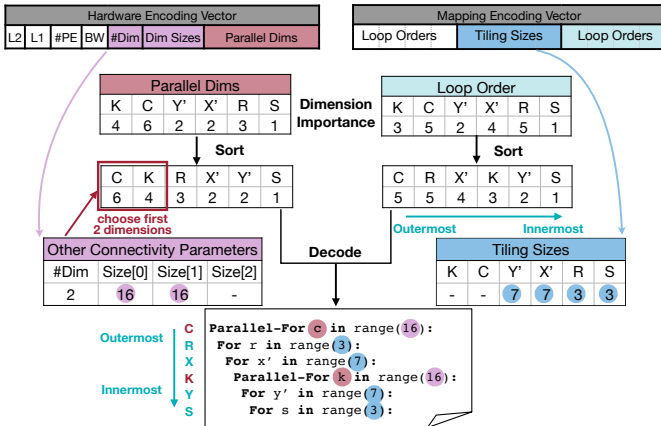 Hardware Encoding Vector
L2 L1 #PE BW #Dim Dim Sizes Parallel Dims
Mapping Encoding Vector
Loop Orders Tiling Sizes Loop Orders
Parallel Dims
K C Y' X' R S
4 6 2 2 3 1
Dimension
Importance
Loop Order
K C Y' X' R S
3 5 2 4 5 1
Sort
Sort
C K R X' Y' S
6 4 3 2 2 1
C R X' K Y' S
5 5 4 3 2 1
choose first
2 dimensions
Outermost Innermost
Other Connectivity Parameters
#Dim Size[0] Size[1] Size[2]
2 16 16 -
Decode
Tiling Sizes
K C Y' X' R S
- - 7 7 3 3
Outermost
Innermost
C
R
X
K
Y
S
Parallel-For c in range(16):
For r in range(3):
For x' in range(7):
Parallel-For k in range(16):
For y' in range(7):
For s in range(3):